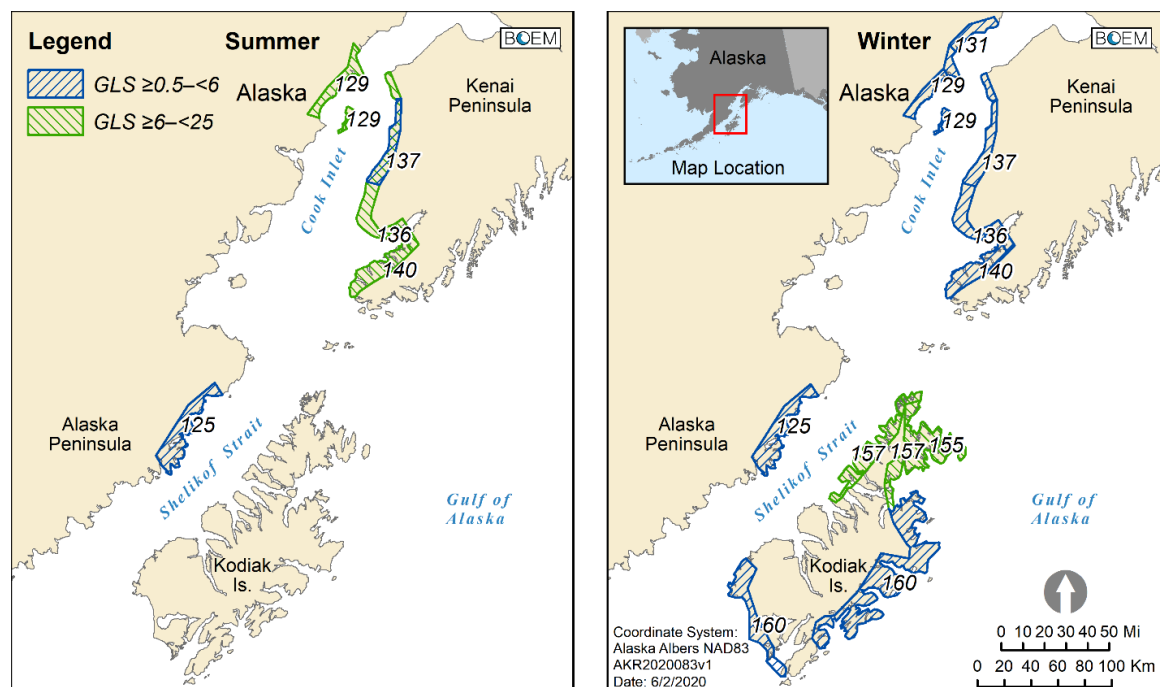 Legend
Summer
BOEM
GLS ≥0.5–<6
GLS ≥6–<25
Alaska
Kenai
Peninsula
129
129
137
Cook Inlet
136
140
125
Alaska
Peninsula
Shelikof Strait
Gulf of
Alaska
Kodiak
Is.
Winter
BOEM
Alaska
Map Location
131
Alaska
129
129
Kenai
Peninsula
137
Cook Inlet
136
140
125
Alaska
Peninsula
Shelikof Strait
157
157
155
Gulf of
Alaska
Kodiak
Is.
160
160
Coordinate System:
Alaska Albers NAD83
AKR2020083v1
Date: 6/2/2020
0 10 20 30 40 50 Mi
0 20 40 60 80 100 Km